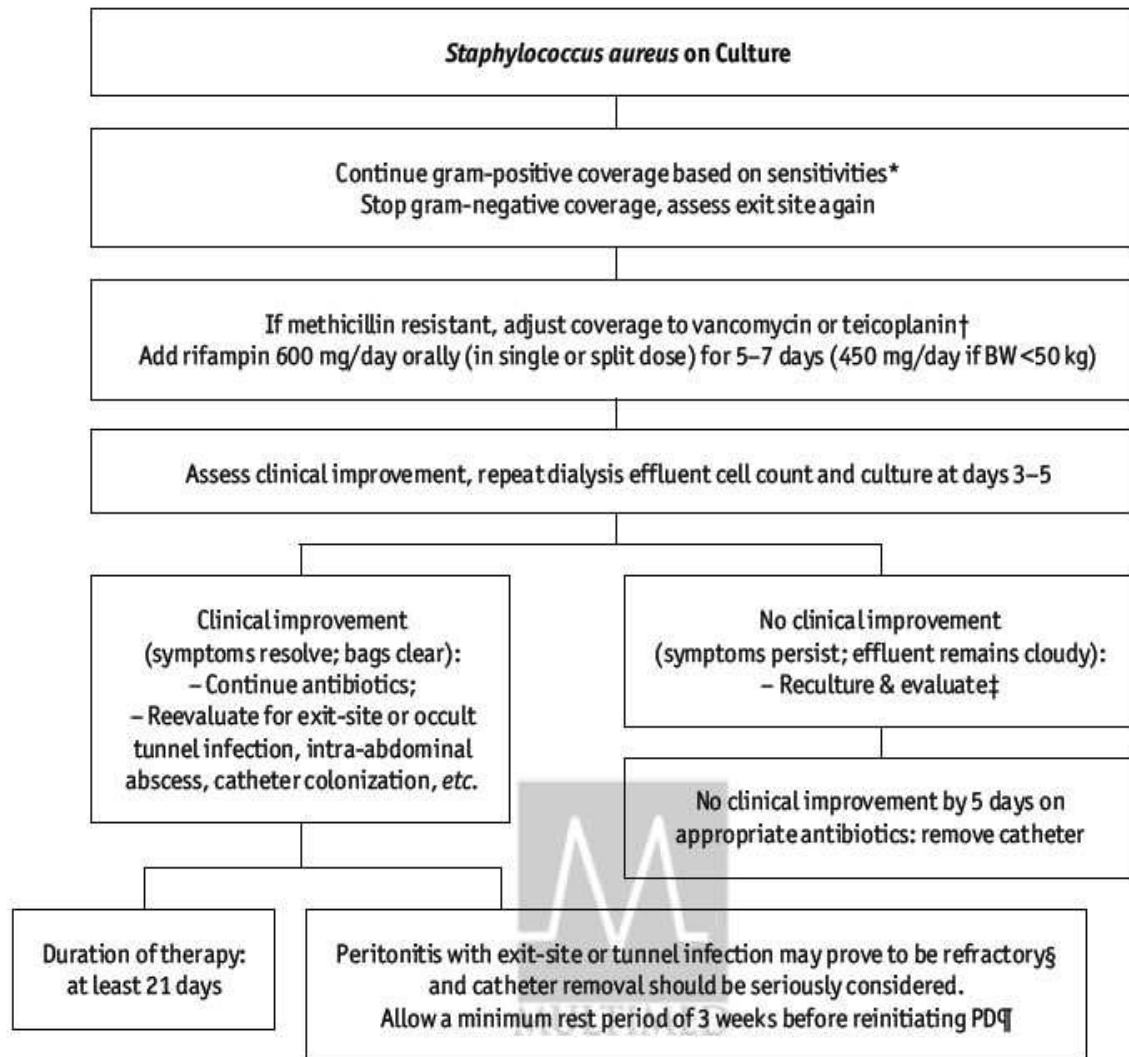 Staphylococcus aureus on Culture
Continue gram-positive coverage based on sensitivities*
Stop gram-negative coverage, assess exit site again
If methicillin resistant, adjust coverage to vancomycin or teicoplanin†
Add rifampin 600 mg/day orally (in single or split dose) for 5–7 days (450 mg/day if BW <50 kg)
Assess clinical improvement, repeat dialysis effluent cell count and culture at days 3–5
Clinical improvement
(symptoms resolve; bags clear):
– Continue antibiotics;
– Reevaluate for exit-site or occult
tunnel infection, intra-abdominal
abscess, catheter colonization, etc.
No clinical improvement
(symptoms persist; effluent remains cloudy):
– Reculture & evaluate‡
No clinical improvement by 5 days on
appropriate antibiotics: remove catheter
Duration of therapy:
at least 21 days
Peritonitis with exit-site or tunnel infection may prove to be refractory§
and catheter removal should be seriously considered.
Allow a minimum rest period of 3 weeks before reinitiating PD¶
MULTIMED